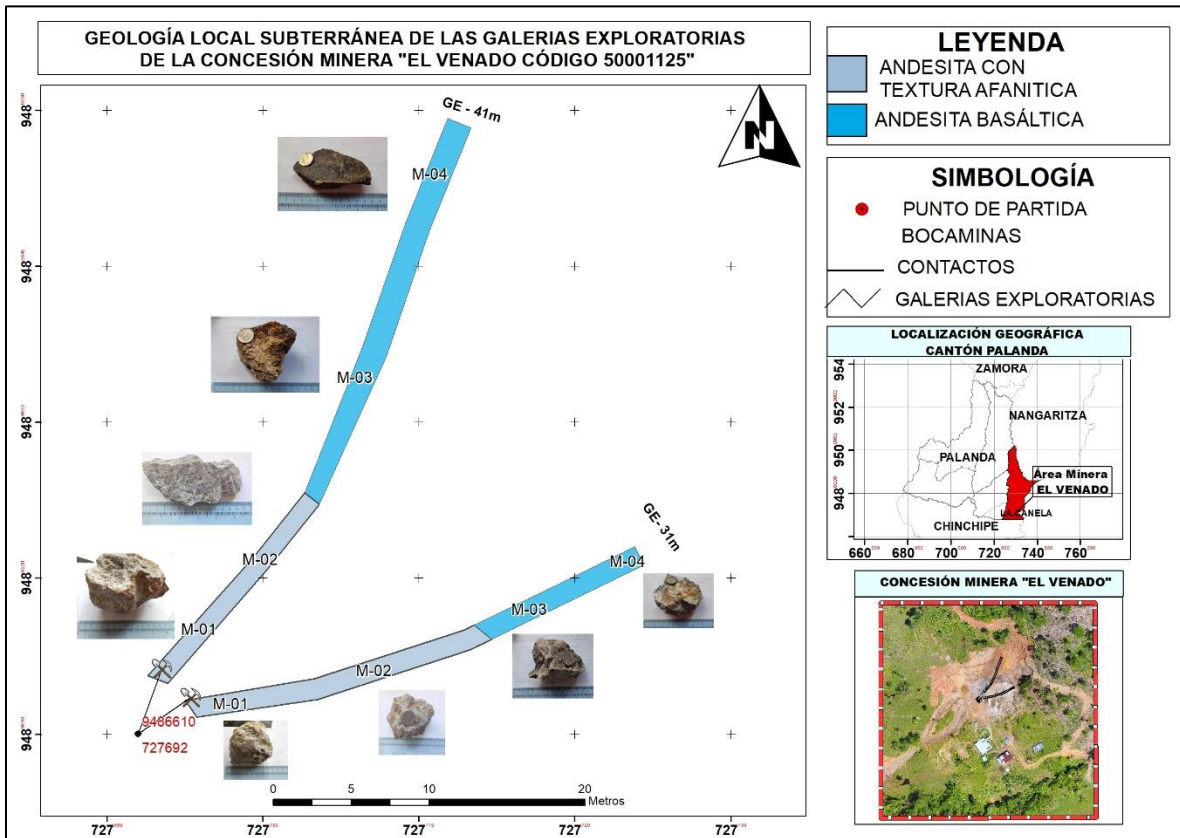 GEOLOGÍA LOCAL SUBTERRÁNEA DE LAS GALERIAS EXPLORATORIAS
DE LA CONCESIÓN MINERA "EL VENADO CÓDIGO 50001125"
GE - 41m
M-04
M-03
M-02
M-01
GE- 31m
M-04
M-03
M-02
M-01
9486610
727692
N
948
948
948
948
948
727
727
727
727
727
0 5 10 20
Metros
LEYENDA
ANDESITA CON
TEXTURA AFANITICA
ANDESITA BASÁLTICA
SIMBOLOGÍA
PUNTO DE PARTIDA
BOCAMINAS
CONTACTOS
GALERIAS EXPLORATORIAS
LOCALIZACIÓN GEOGRÁFICA
CANTÓN PALANDA
954
952
950
948
ZAMORA
NANGARITZA
PALANDA
Área Minera
EL VENADO
LA CANELA
CHINCHIPE
660 680 700 720 740 760
CONCESIÓN MINERA "EL VENADO"